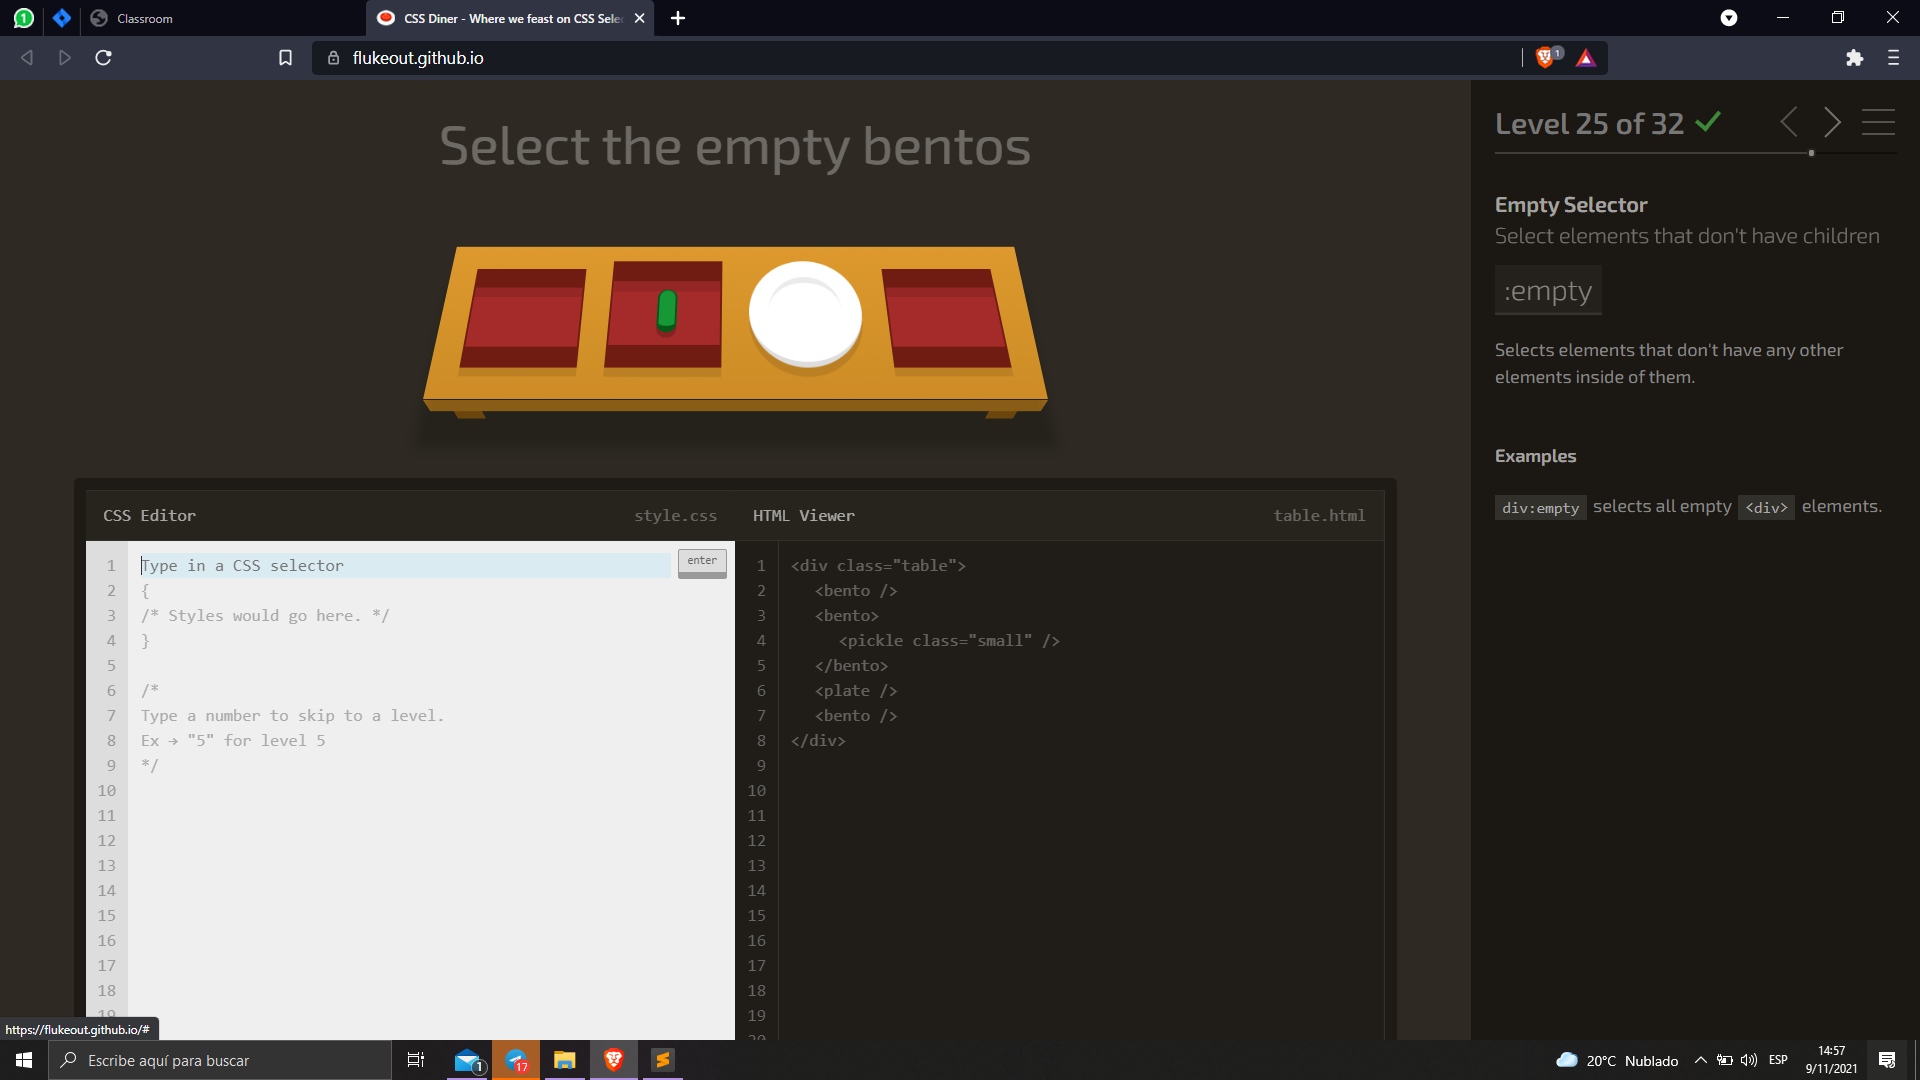 1
Classroom
CSS Diner - Where we feast on CSS Sele
flukeout.github.io
1
Select the empty bentos
Level 25 of 32
Empty Selector
Select elements that don't have children
:empty
Selects elements that don't have any other
elements inside of them.
Examples
div:empty selects all empty <div> elements.
CSS Editor
style.css
1 Type in a CSS selector
enter
2 {
3 /* Styles would go here. */
4 }
5
6 /*
7 Type a number to skip to a level.
8 Ex → "5" for level 5
9 */
10
11
12
13
14
15
16
17
18
19
HTML Viewer
table.html
1 <div class="table">
2 <bento />
3 <bento>
4 <pickle class="small" />
5 </bento>
6 <plate />
7 <bento />
8 </div>
9
10
11
12
13
14
15
16
17
18
19
20
https://flukeout.github.io/#
Escribe aquí para buscar
1
17
20°C Nublado
ESP
14:57
9/11/2021